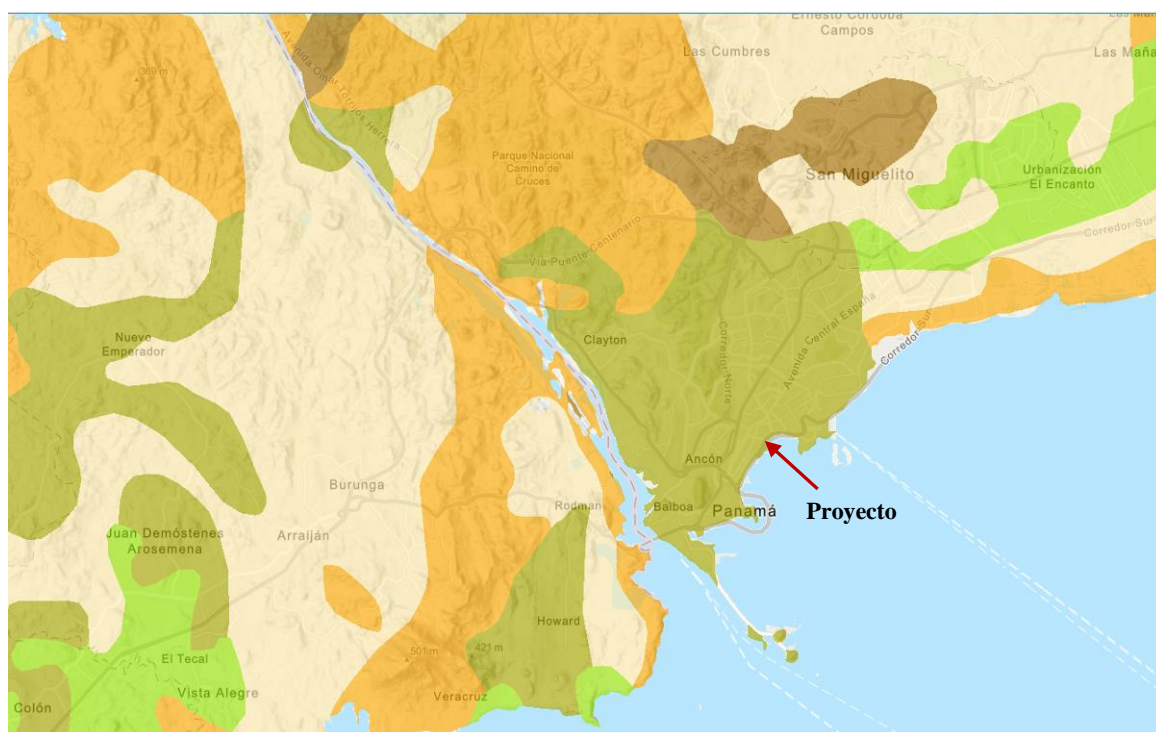 Ernesto Córdoba
Campos
Las Cumbres
Las Maña
Avenida Omar Torrijos Herrera
369 m
Parque Nacional
Camino de
Cruces
San Miguelito
Urbanización
El Encanto
Corredor Sur
Vía Puente Centenario
Nuevo
Emperador
Clayton
Corredor Norte
Avenida Central España
Corredor Sur
Ancón
Burunga
Rodman
Balboa
Panamá
Proyecto
Juan Demóstenes
Arosemena
Arraiján
Howard
El Tecal
501 m
421 m
Vista Alegre
Veracruz
Colón